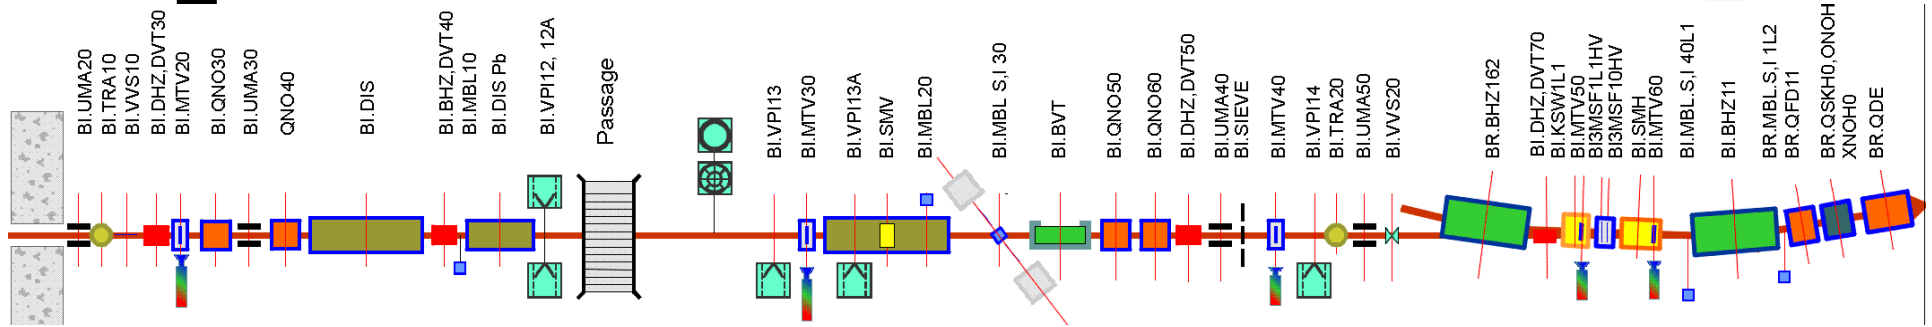 BI.UMA20
BI.TRA10
BI.VVS10
BI.DHZ,DVT30
BI.MTV20
BI.QNO30
BI.UMA30
QNO40
BI.DIS
BI.BHZ,DVT40
BI.MBL10
BI.DIS Pb
BI.VPI12, 12A
Passage
BI.VPI13
BI.MTV30
BI.VPI13A
BI.SMV
BI.MBL20
BI.MBL S,I 30
BI.BVT
BI.QNO50
BI.QNO60
BI.DHZ,DVT50
BI.UMA40
BI.SIEVE
BI.MTV40
BI.VPI14
BI.TRA20
BI.UMA50
BI.VVS20
BR.BHZ162
BI.DHZ,DVT70
BI.KSW1L1
BI.MTV50
BI3MSF1L1HV
BI3MSF10HV
BI.SMH
BI.MTV60
BI.MBL.S,I 40L1
BI.BHZ11
BR.MBL.S,I 1L2
BR.QFD11
BR.QSKH0,ONOH
XNOH0
BR.QDE